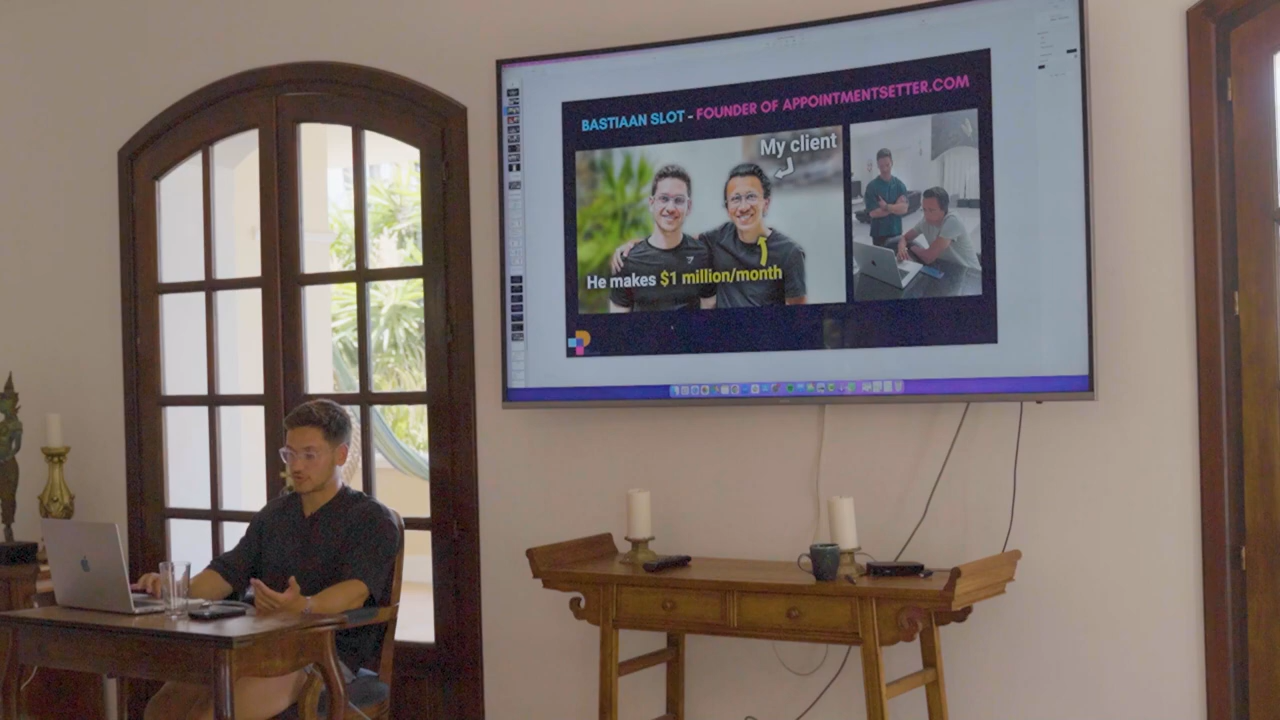 BASTIAAN SLOT - FOUNDER OF APPOINTMENTSETTER.COM
My client
He makes $1 million/month